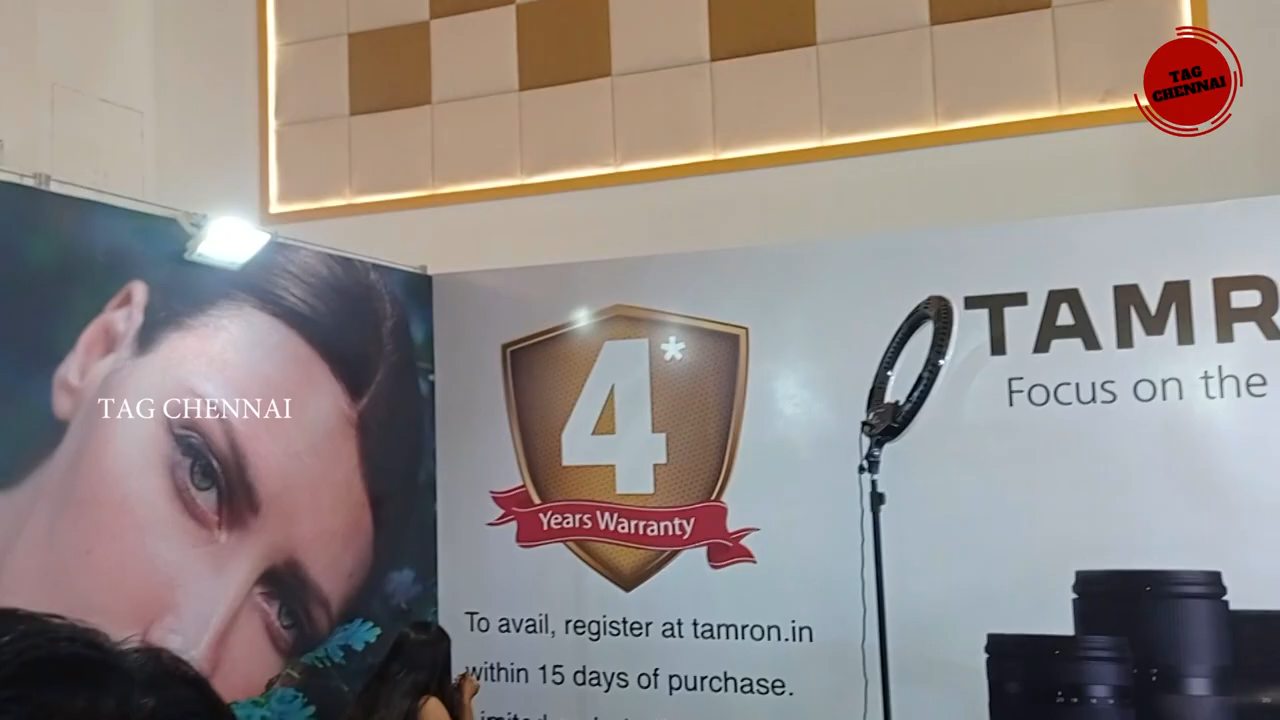 TAG
CHENNAI
TAMR
Focus on the
4*
TAG CHENNAI
Years Warranty
To avail, register at tamron.in
within 15 days of purchase.